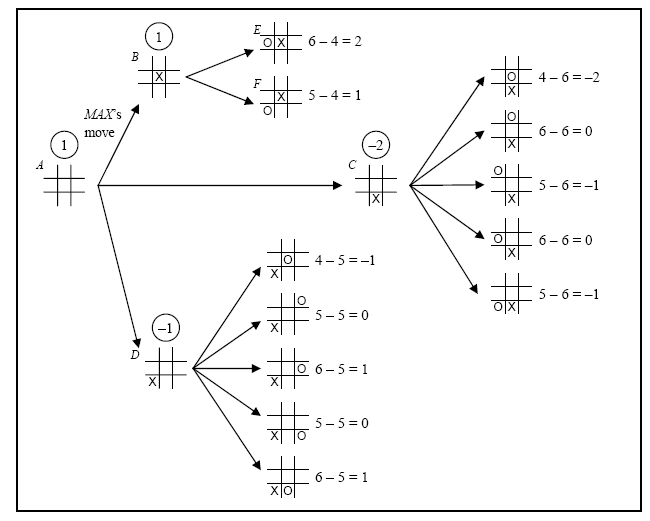 1
B
X
E
O X 6 – 4 = 2
F
X
O
5 – 4 = 1
MAX's
move
1
A
–2
C
X
O
X
4 – 6 = –2
O
X
6 – 6 = 0
O
X
5 – 6 = –1
O
X
6 – 6 = 0
O X
5 – 6 = –1
–1
D
X
O
X
4 – 5 = –1
O
X
5 – 5 = 0
O
X
6 – 5 = 1
X O
5 – 5 = 0
X O
6 – 5 = 1